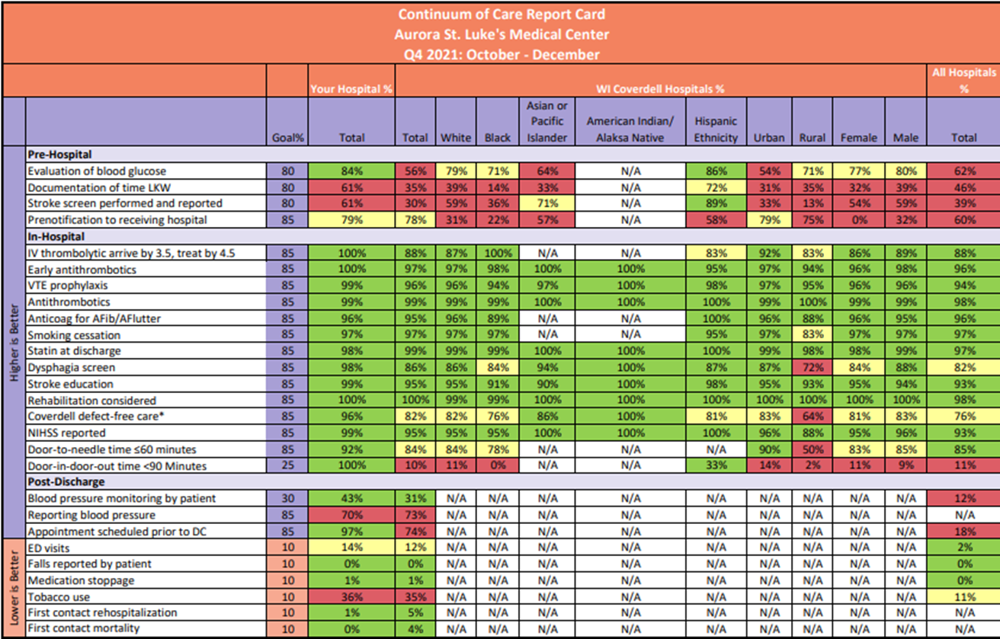 Continuum of Care Report Card
Aurora St. Luke's Medical Center
Q4 2021: October - December
Your Hospital % WI Coverdell Hospitals % All Hospitals %
Goal% Total Total White Black Asian or Pacific Islander American Indian/ Alaksa Native Hispanic Ethnicity Urban Rural Female Male Total
Higher is Better
Pre-Hospital
Evaluation of blood glucose 80 84% 56% 79% 71% 64% N/A 86% 54% 71% 77% 80% 62%
Documentation of time LKW 80 61% 35% 39% 14% 33% N/A 72% 31% 35% 32% 39% 46%
Stroke screen performed and reported 80 61% 30% 59% 36% 71% N/A 89% 33% 13% 54% 59% 39%
Prenotification to receiving hospital 85 79% 78% 31% 22% 57% N/A 58% 79% 75% 0% 32% 60%
In-Hospital
IV thrombolytic arrive by 3.5, treat by 4.5 85 100% 88% 87% 100% N/A N/A 83% 92% 83% 86% 89% 88%
Early antithrombotics 85 100% 97% 97% 98% 100% 100% 95% 97% 94% 96% 98% 96%
VTE prophylaxis 85 99% 96% 96% 94% 97% 100% 98% 97% 95% 96% 96% 94%
Antithrombotics 85 99% 99% 99% 99% 100% 100% 100% 99% 100% 99% 99% 98%
Anticoag for AFib/AFlutter 85 96% 95% 96% 89% N/A N/A 100% 96% 88% 96% 95% 96%
Smoking cessation 85 97% 97% 97% 97% N/A N/A 95% 97% 83% 97% 97% 97%
Statin at discharge 85 98% 99% 99% 99% 100% 100% 100% 99% 98% 98% 99% 97%
Dysphagia screen 85 98% 86% 86% 84% 94% 100% 87% 87% 72% 84% 88% 82%
Stroke education 85 99% 95% 95% 91% 90% 100% 98% 95% 93% 95% 94% 93%
Rehabilitation considered 85 100% 100% 99% 99% 100% 100% 100% 100% 100% 100% 100% 98%
Coverdell defect-free care* 85 96% 82% 82% 76% 86% 100% 81% 83% 64% 81% 83% 76%
NIHSS reported 85 99% 95% 95% 95% 100% 100% 100% 96% 88% 95% 96% 93%
Door-to-needle time ≤60 minutes 85 92% 84% 84% 78% N/A N/A N/A 90% 50% 83% 85% 85%
Door-in-door-out time <90 Minutes 25 100% 10% 11% 0% N/A N/A 33% 14% 2% 11% 9% 11%
Post-Discharge
Blood pressure monitoring by patient 30 43% 31% N/A N/A N/A N/A N/A N/A N/A N/A N/A 12%
Reporting blood pressure 85 70% 73% N/A N/A N/A N/A N/A N/A N/A N/A N/A N/A
Appointment scheduled prior to DC 85 97% 74% N/A N/A N/A N/A N/A N/A N/A N/A N/A 18%
Lower is Better
ED visits 10 14% 12% N/A N/A N/A N/A N/A N/A N/A N/A N/A 2%
Falls reported by patient 10 0% 0% N/A N/A N/A N/A N/A N/A N/A N/A N/A 0%
Medication stoppage 10 1% 1% N/A N/A N/A N/A N/A N/A N/A N/A N/A 0%
Tobacco use 10 36% 35% N/A N/A N/A N/A N/A N/A N/A N/A N/A 11%
First contact rehospitalization 10 1% 5% N/A N/A N/A N/A N/A N/A N/A N/A N/A N/A
First contact mortality 10 0% 4% N/A N/A N/A N/A N/A N/A N/A N/A N/A N/A